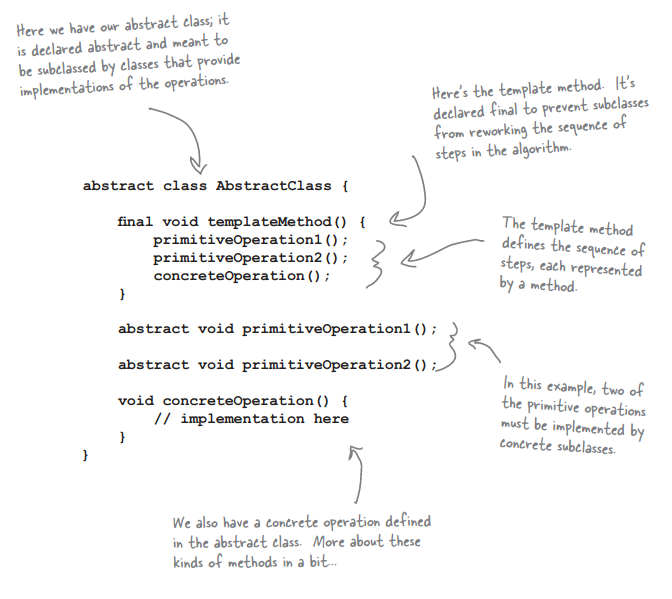 Here we have our abstract class; it
is declared abstract and meant to
be subclassed by classes that provide
implementations of the operations.
Here's the template method. It's
declared final to prevent subclasses
from reworking the sequence of
steps in the algorithm.
abstract class AbstractClass {
final void templateMethod() {
primitiveOperation1();
primitiveOperation2();
concreteOperation();
}
The template method
defines the sequence of
steps, each represented
by a method.
abstract void primitiveOperation1();
abstract void primitiveOperation2();
In this example, two of
the primitive operations
must be implemented by
concrete subclasses.
void concreteOperation() {
// implementation here
}
}
We also have a concrete operation defined
in the abstract class. More about these
kinds of methods in a bit...